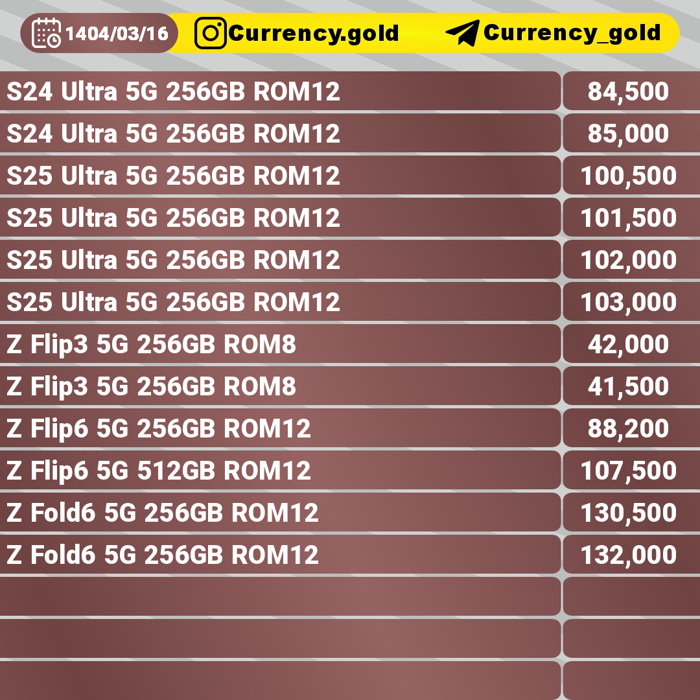 1404/03/16 Currency.gold Currency_gold
S24 Ultra 5G 256GB ROM12 84,500
S24 Ultra 5G 256GB ROM12 85,000
S25 Ultra 5G 256GB ROM12 100,500
S25 Ultra 5G 256GB ROM12 101,500
S25 Ultra 5G 256GB ROM12 102,000
S25 Ultra 5G 256GB ROM12 103,000
Z Flip3 5G 256GB ROM8 42,000
Z Flip3 5G 256GB ROM8 41,500
Z Flip6 5G 256GB ROM12 88,200
Z Flip6 5G 512GB ROM12 107,500
Z Fold6 5G 256GB ROM12 130,500
Z Fold6 5G 256GB ROM12 132,000